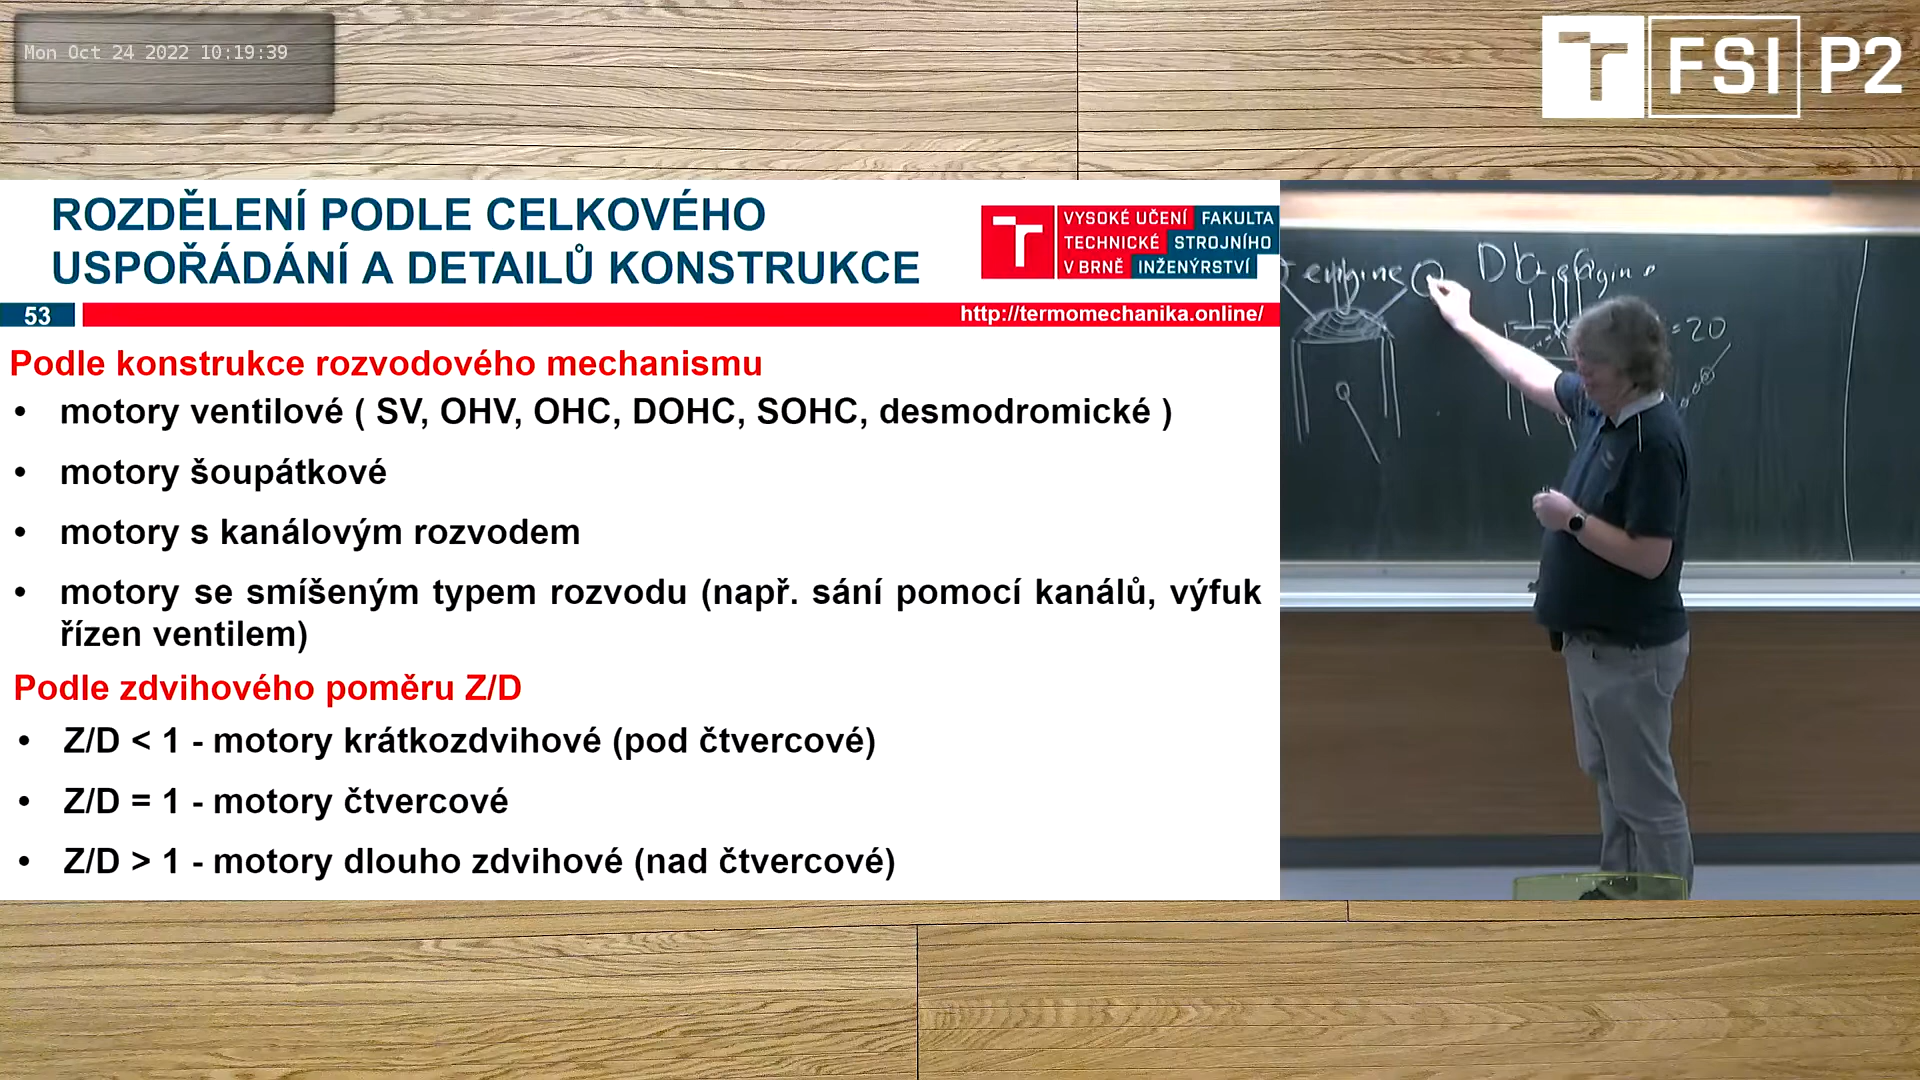 Mon Oct 24 2022 10:19:39
T FSI P2
ROZDĚLENÍ PODLE CELKOVÉHO
USPOŘÁDÁNÍ A DETAILŮ KONSTRUKCE
VYSOKÉ UČENÍ FAKULTA
TECHNICKÉ STROJNÍHO
V BRNĚ INŽENÝRSTVÍ
53
http://termomechanika.online/
Podle konstrukce rozvodového mechanismu
• motory ventilové ( SV, OHV, OHC, DOHC, SOHC, desmodromické )
• motory šoupátkové
• motory s kanálovým rozvodem
• motory se smíšeným typem rozvodu (např. sání pomocí kanálů, výfuk
řízen ventilem)
Podle zdvihového poměru Z/D
• Z/D < 1 - motory krátkozdvihové (pod čtvercové)
• Z/D = 1 - motory čtvercové
• Z/D > 1 - motory dlouho zdvihové (nad čtvercové)
engine
=20